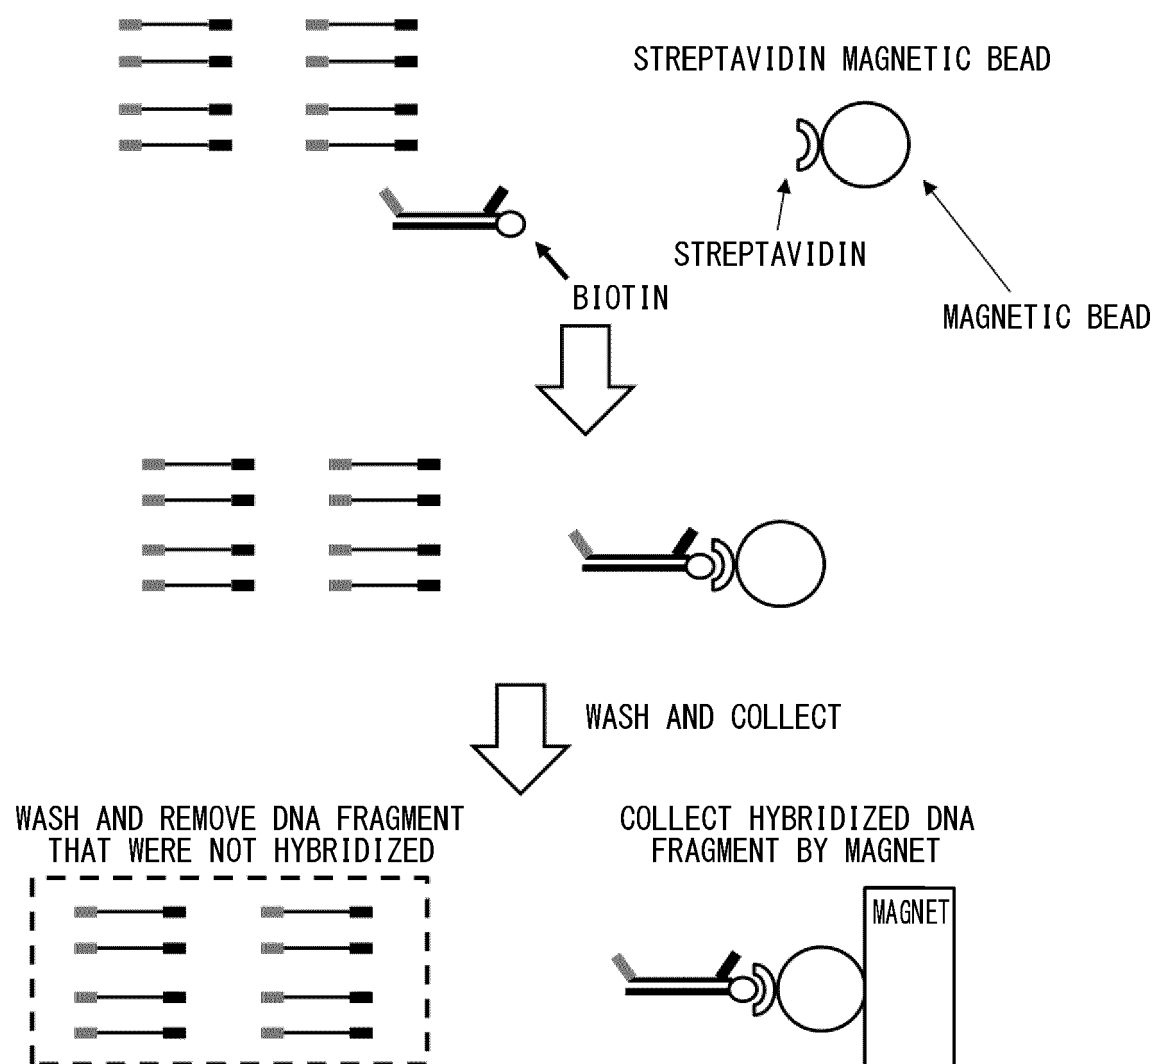 STREPTAVIDIN MAGNETIC BEAD
STREPTAVIDIN
BIOTIN
MAGNETIC BEAD
WASH AND COLLECT
WASH AND REMOVE DNA FRAGMENT
THAT WERE NOT HYBRIDIZED
COLLECT HYBRIDIZED DNA
FRAGMENT BY MAGNET
MAGNET